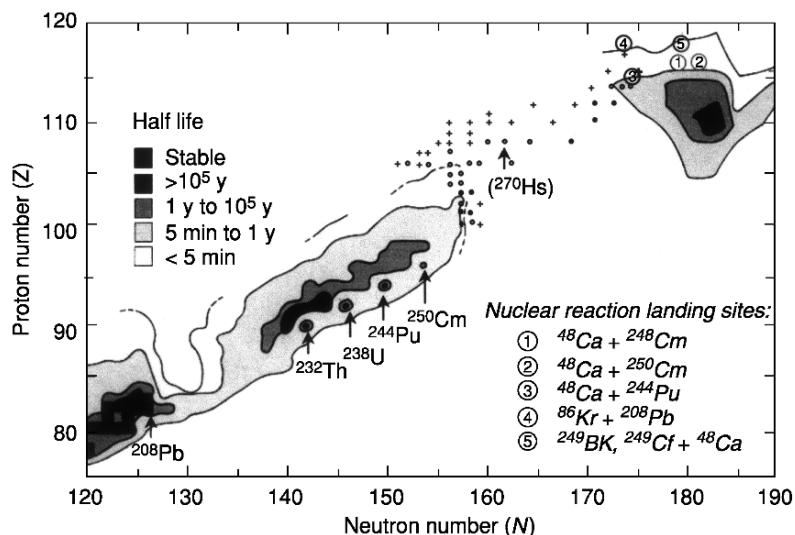 120
110
100
90
80
Proton number (Z)
Half life
Stable
>10⁵ y
1 y to 10⁵ y
5 min to 1 y
< 5 min
④ ⑤
① ②
③
(²⁷⁰Hs)
²⁵⁰Cm
²⁴⁴Pu
²³⁸U
²³²Th
²⁰⁸Pb
Nuclear reaction landing sites:
① ⁴⁸Ca + ²⁴⁸Cm
② ⁴⁸Ca + ²⁵⁰Cm
③ ⁴⁸Ca + ²⁴⁴Pu
④ ⁸⁶Kr + ²⁰⁸Pb
⑤ ²⁴⁹BK, ²⁴⁹Cf + ⁴⁸Ca
120 130 140 150 160 170 180 190
Neutron number (N)